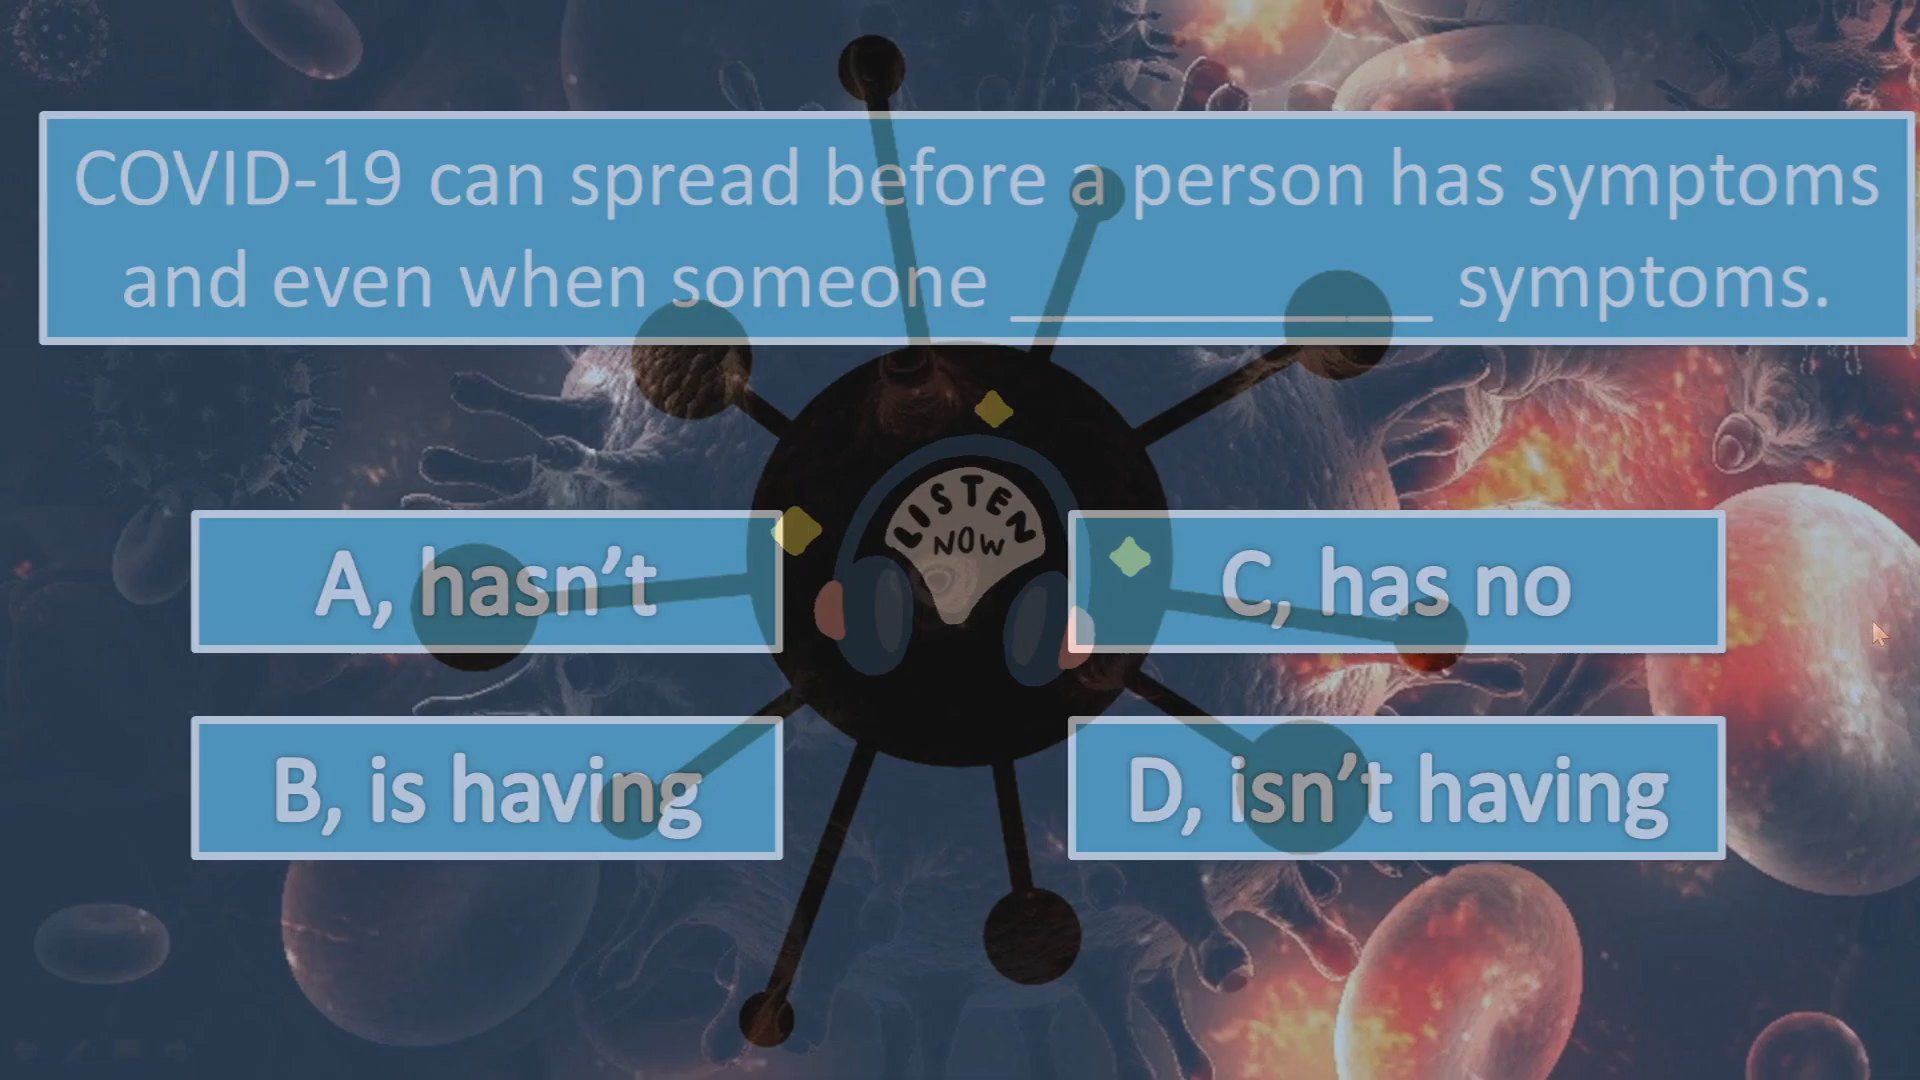 COVID-19 can spread before a person has symptoms
and even when someone ____________ symptoms.
LISTEN
NOW
A, hasn't
C, has no
B, is having
D, isn't having